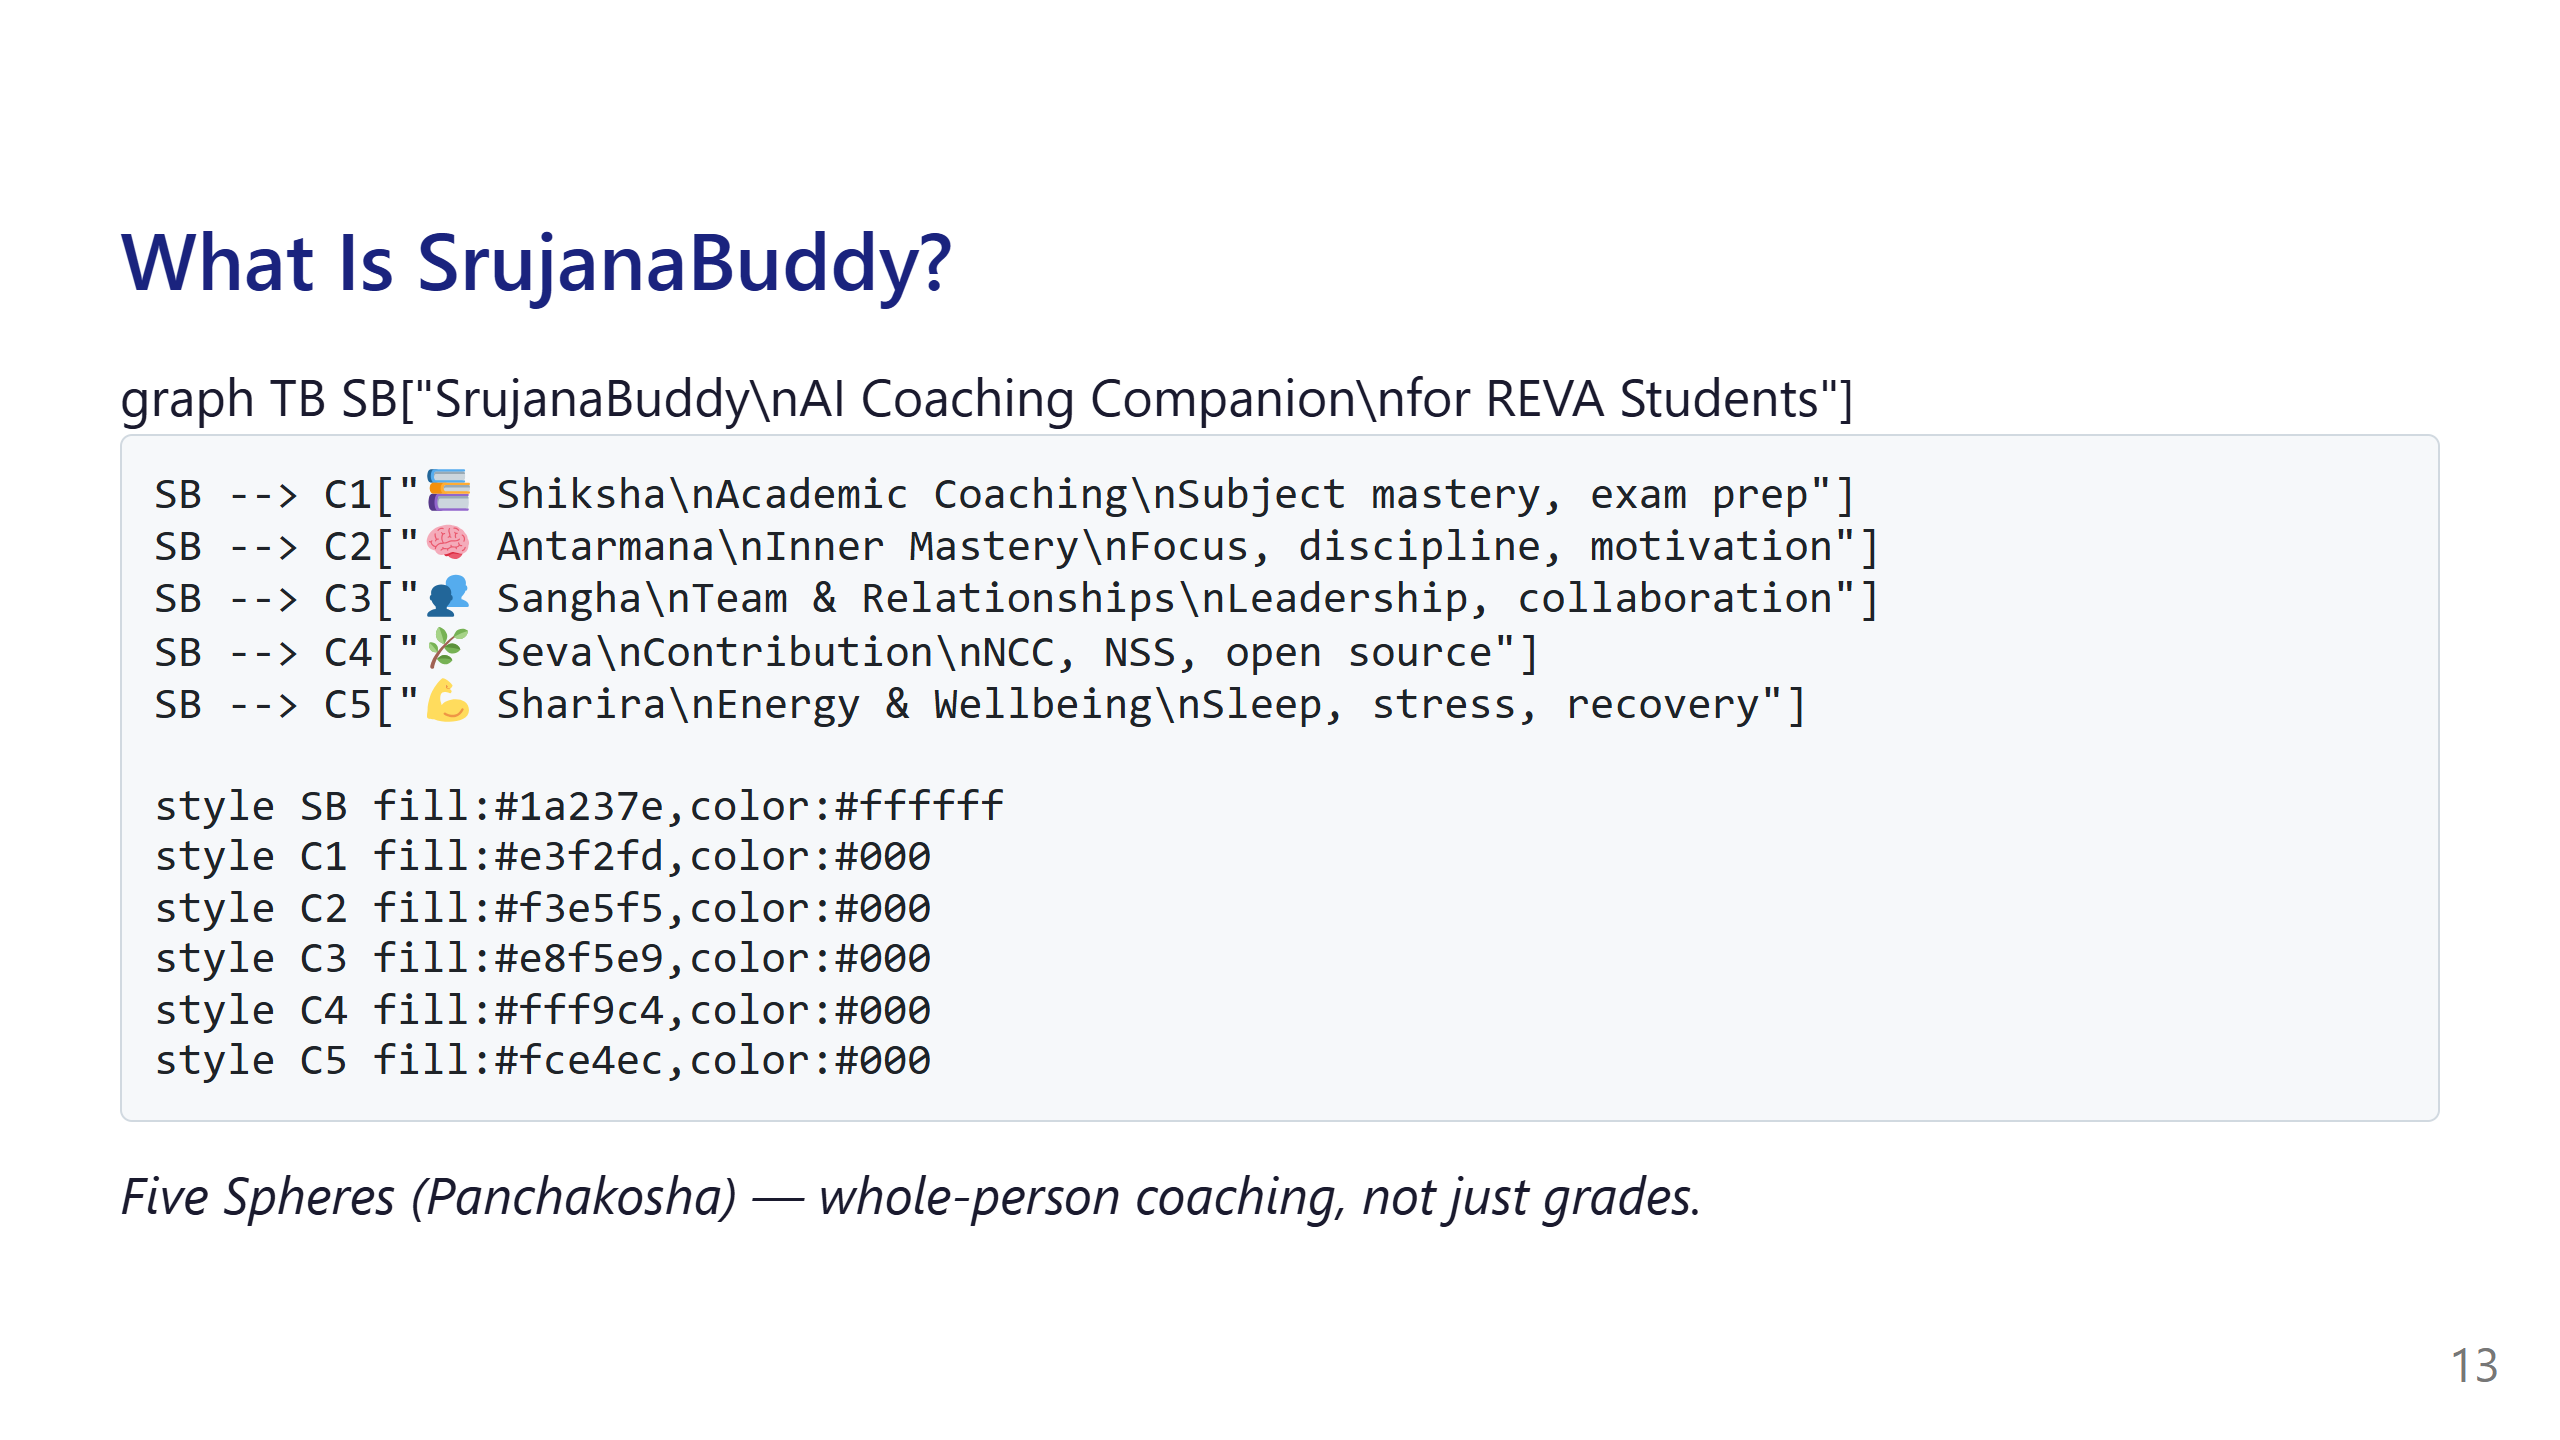 What Is SrujanaBuddy?
graph TB SB["SrujanaBuddy\nAI Coaching Companion\nfor REVA Students"]
SB --> C1["📚 Shiksha\nAcademic Coaching\nSubject mastery, exam prep"]
SB --> C2["🧠 Antarmana\nInner Mastery\nFocus, discipline, motivation"]
SB --> C3["👥 Sangha\nTeam & Relationships\nLeadership, collaboration"]
SB --> C4["🌿 Seva\nContribution\nNCC, NSS, open source"]
SB --> C5["💪 Sharira\nEnergy & Wellbeing\nSleep, stress, recovery"]
style SB fill:#1a237e,color:#ffffff
style C1 fill:#e3f2fd,color:#000
style C2 fill:#f3e5f5,color:#000
style C3 fill:#e8f5e9,color:#000
style C4 fill:#fff9c4,color:#000
style C5 fill:#fce4ec,color:#000
Five Spheres (Panchakosha) — whole-person coaching, not just grades.
13